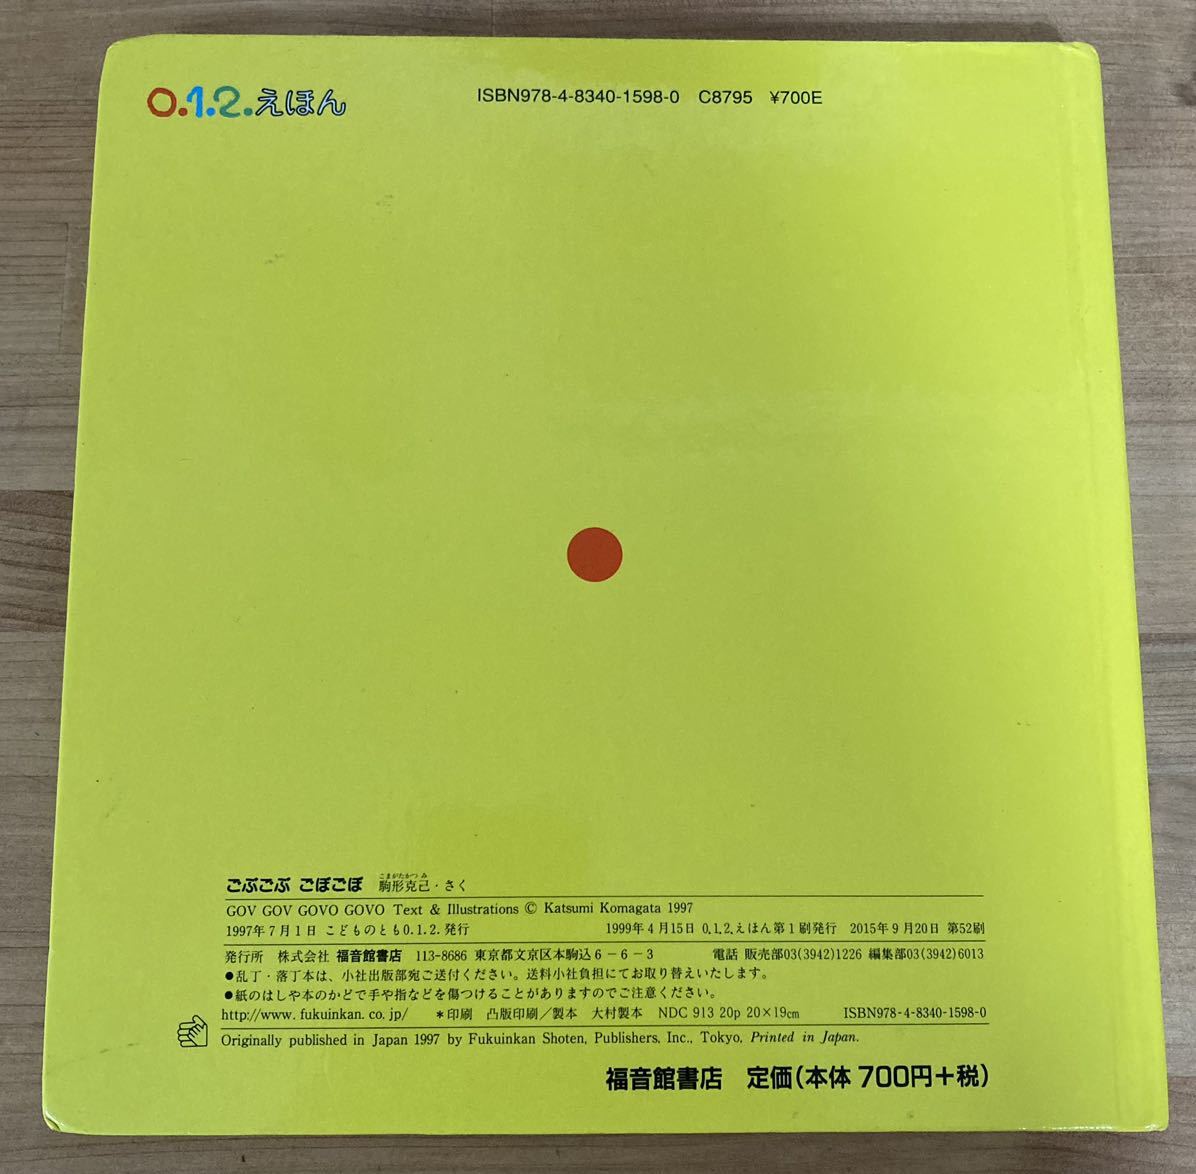 0.1.2.えほん
ISBN978-4-8340-1598-0 C8795 ¥700E
ごぶごぶ ごぼごぼ 駒形克己・さく
こまがたかつ み
GOV GOV GOVO GOVO Text & Illustrations © Katsumi Komagata 1997
1997年7月1日 こどものとも0.1.2.発行 1999年4月15日 0.1.2.えほん第1刷発行 2015年9月20日 第52刷
発行所 株式会社 福音館書店 113-8686 東京都文京区本駒込6-6-3 電話 販売部03(3942)1226 編集部03(3942)6013
●乱丁・落丁本は、小社出版部宛ご送付ください。送料小社負担にてお取り替えいたします。
●紙のはしや本のかどで手や指などを傷つけることがありますのでご注意ください。
http://www.fukuinkan.co.jp/ ＊印刷 凸版印刷/製本 大村製本 NDC 913 20p 20×19cm ISBN978-4-8340-1598-0
Originally published in Japan 1997 by Fukuinkan Shoten, Publishers, Inc., Tokyo, Printed in Japan.
福音館書店 定価(本体 700円+税)